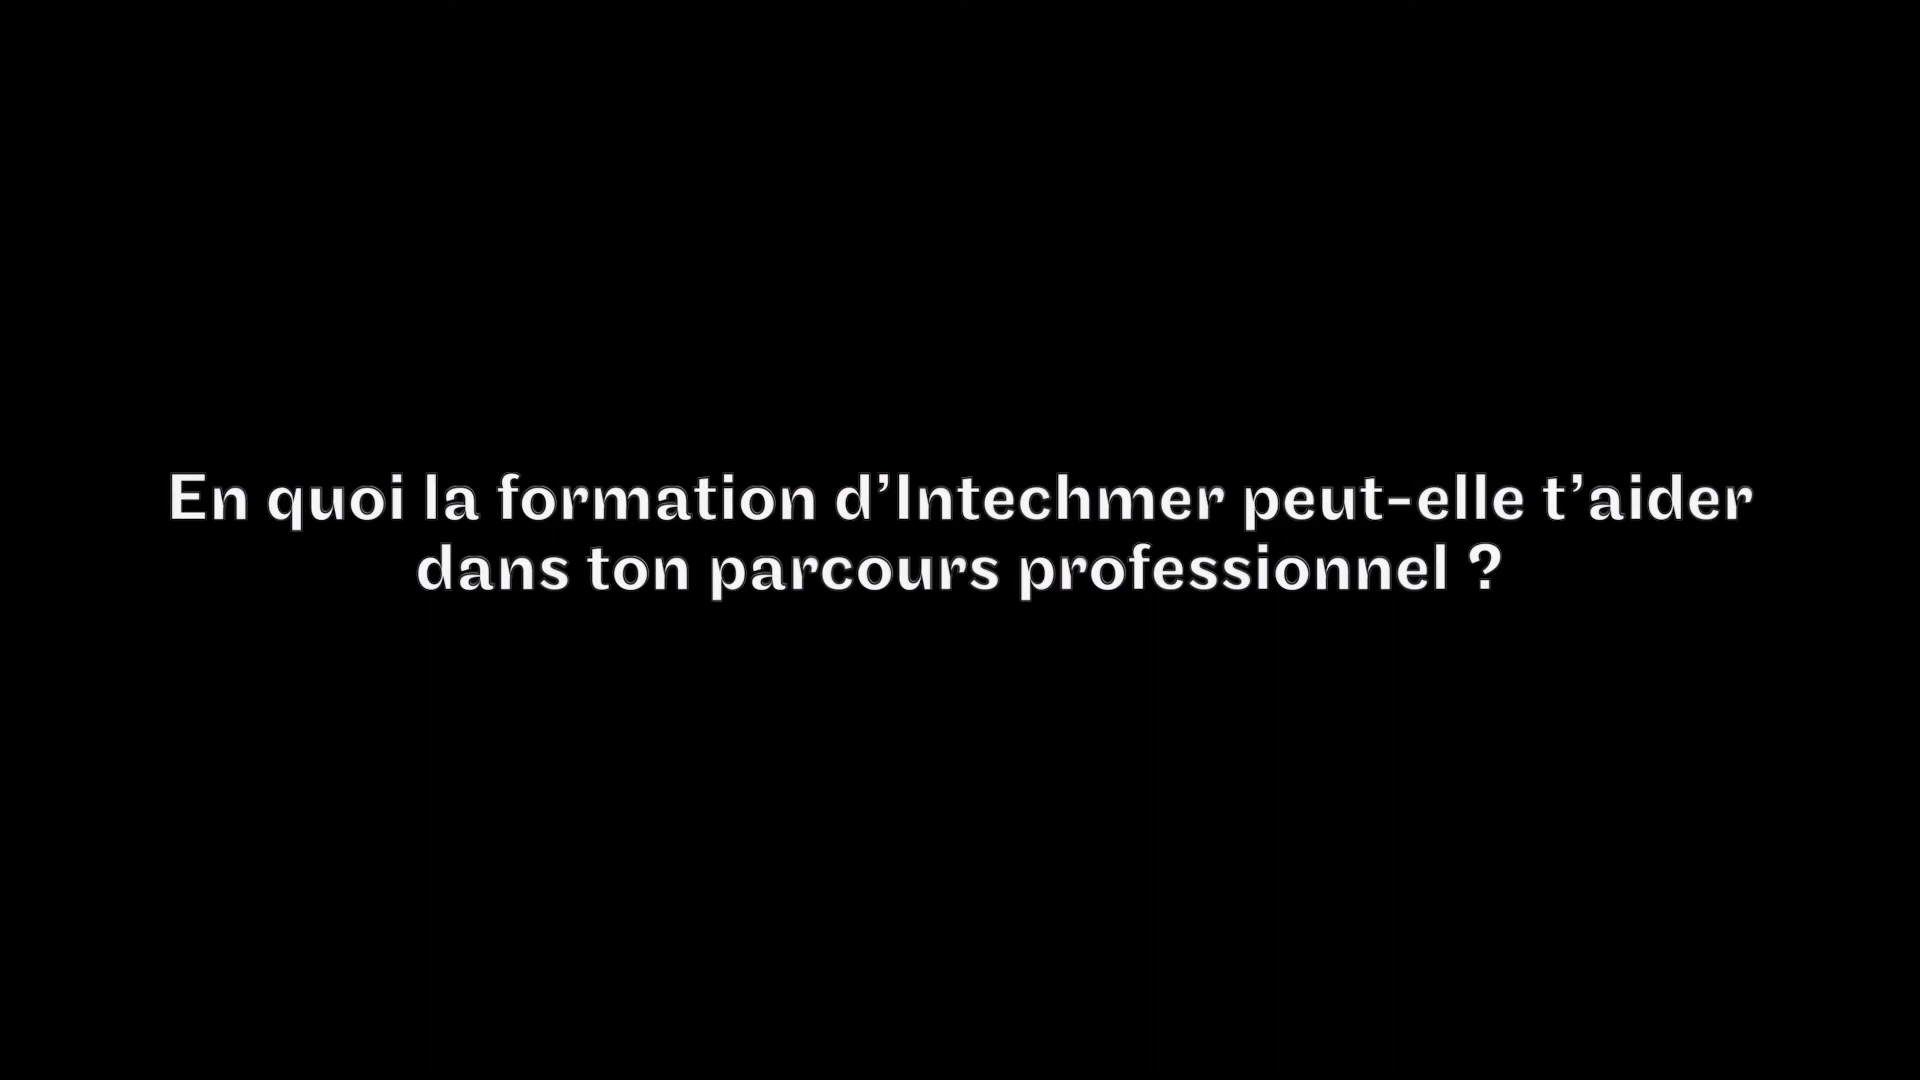 En quoi la formation d’Intechmer peut-elle t’aider
dans ton parcours professionnel ?